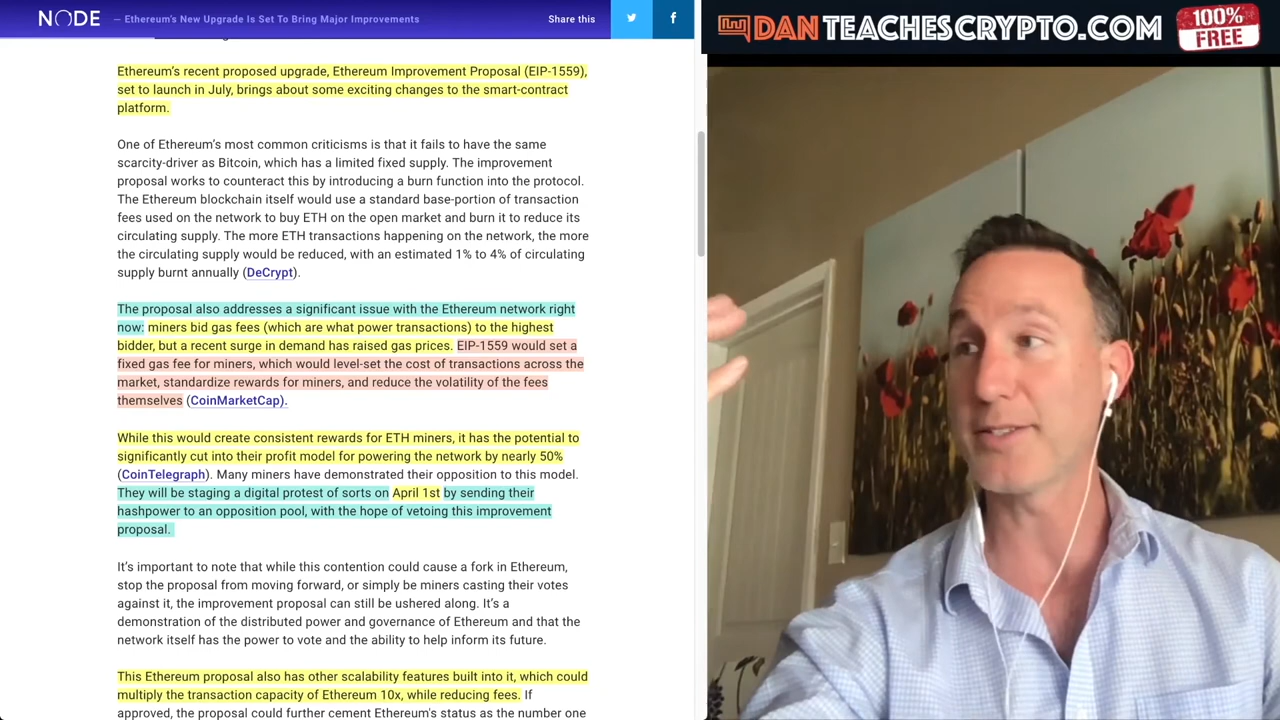 NODE
— Ethereum's New Upgrade Is Set To Bring Major Improvements
Share this
DANTEACHESCRYPTO.COM
100%
FREE
Ethereum's recent proposed upgrade, Ethereum Improvement Proposal (EIP-1559),
set to launch in July, brings about some exciting changes to the smart-contract
platform.
One of Ethereum's most common criticisms is that it fails to have the same
scarcity-driver as Bitcoin, which has a limited fixed supply. The improvement
proposal works to counteract this by introducing a burn function into the protocol.
The Ethereum blockchain itself would use a standard base-portion of transaction
fees used on the network to buy ETH on the open market and burn it to reduce its
circulating supply. The more ETH transactions happening on the network, the more
the circulating supply would be reduced, with an estimated 1% to 4% of circulating
supply burnt annually (DeCrypt).
The proposal also addresses a significant issue with the Ethereum network right
now: miners bid gas fees (which are what power transactions) to the highest
bidder, but a recent surge in demand has raised gas prices. EIP-1559 would set a
fixed gas fee for miners, which would level-set the cost of transactions across the
market, standardize rewards for miners, and reduce the volatility of the fees
themselves (CoinMarketCap).
While this would create consistent rewards for ETH miners, it has the potential to
significantly cut into their profit model for powering the network by nearly 50%
(CoinTelegraph). Many miners have demonstrated their opposition to this model.
They will be staging a digital protest of sorts on April 1st by sending their
hashpower to an opposition pool, with the hope of vetoing this improvement
proposal.
It's important to note that while this contention could cause a fork in Ethereum,
stop the proposal from moving forward, or simply be miners casting their votes
against it, the improvement proposal can still be ushered along. It's a
demonstration of the distributed power and governance of Ethereum and that the
network itself has the power to vote and the ability to help inform its future.
This Ethereum proposal also has other scalability features built into it, which could
multiply the transaction capacity of Ethereum 10x, while reducing fees. If
approved, the proposal could further cement Ethereum's status as the number one